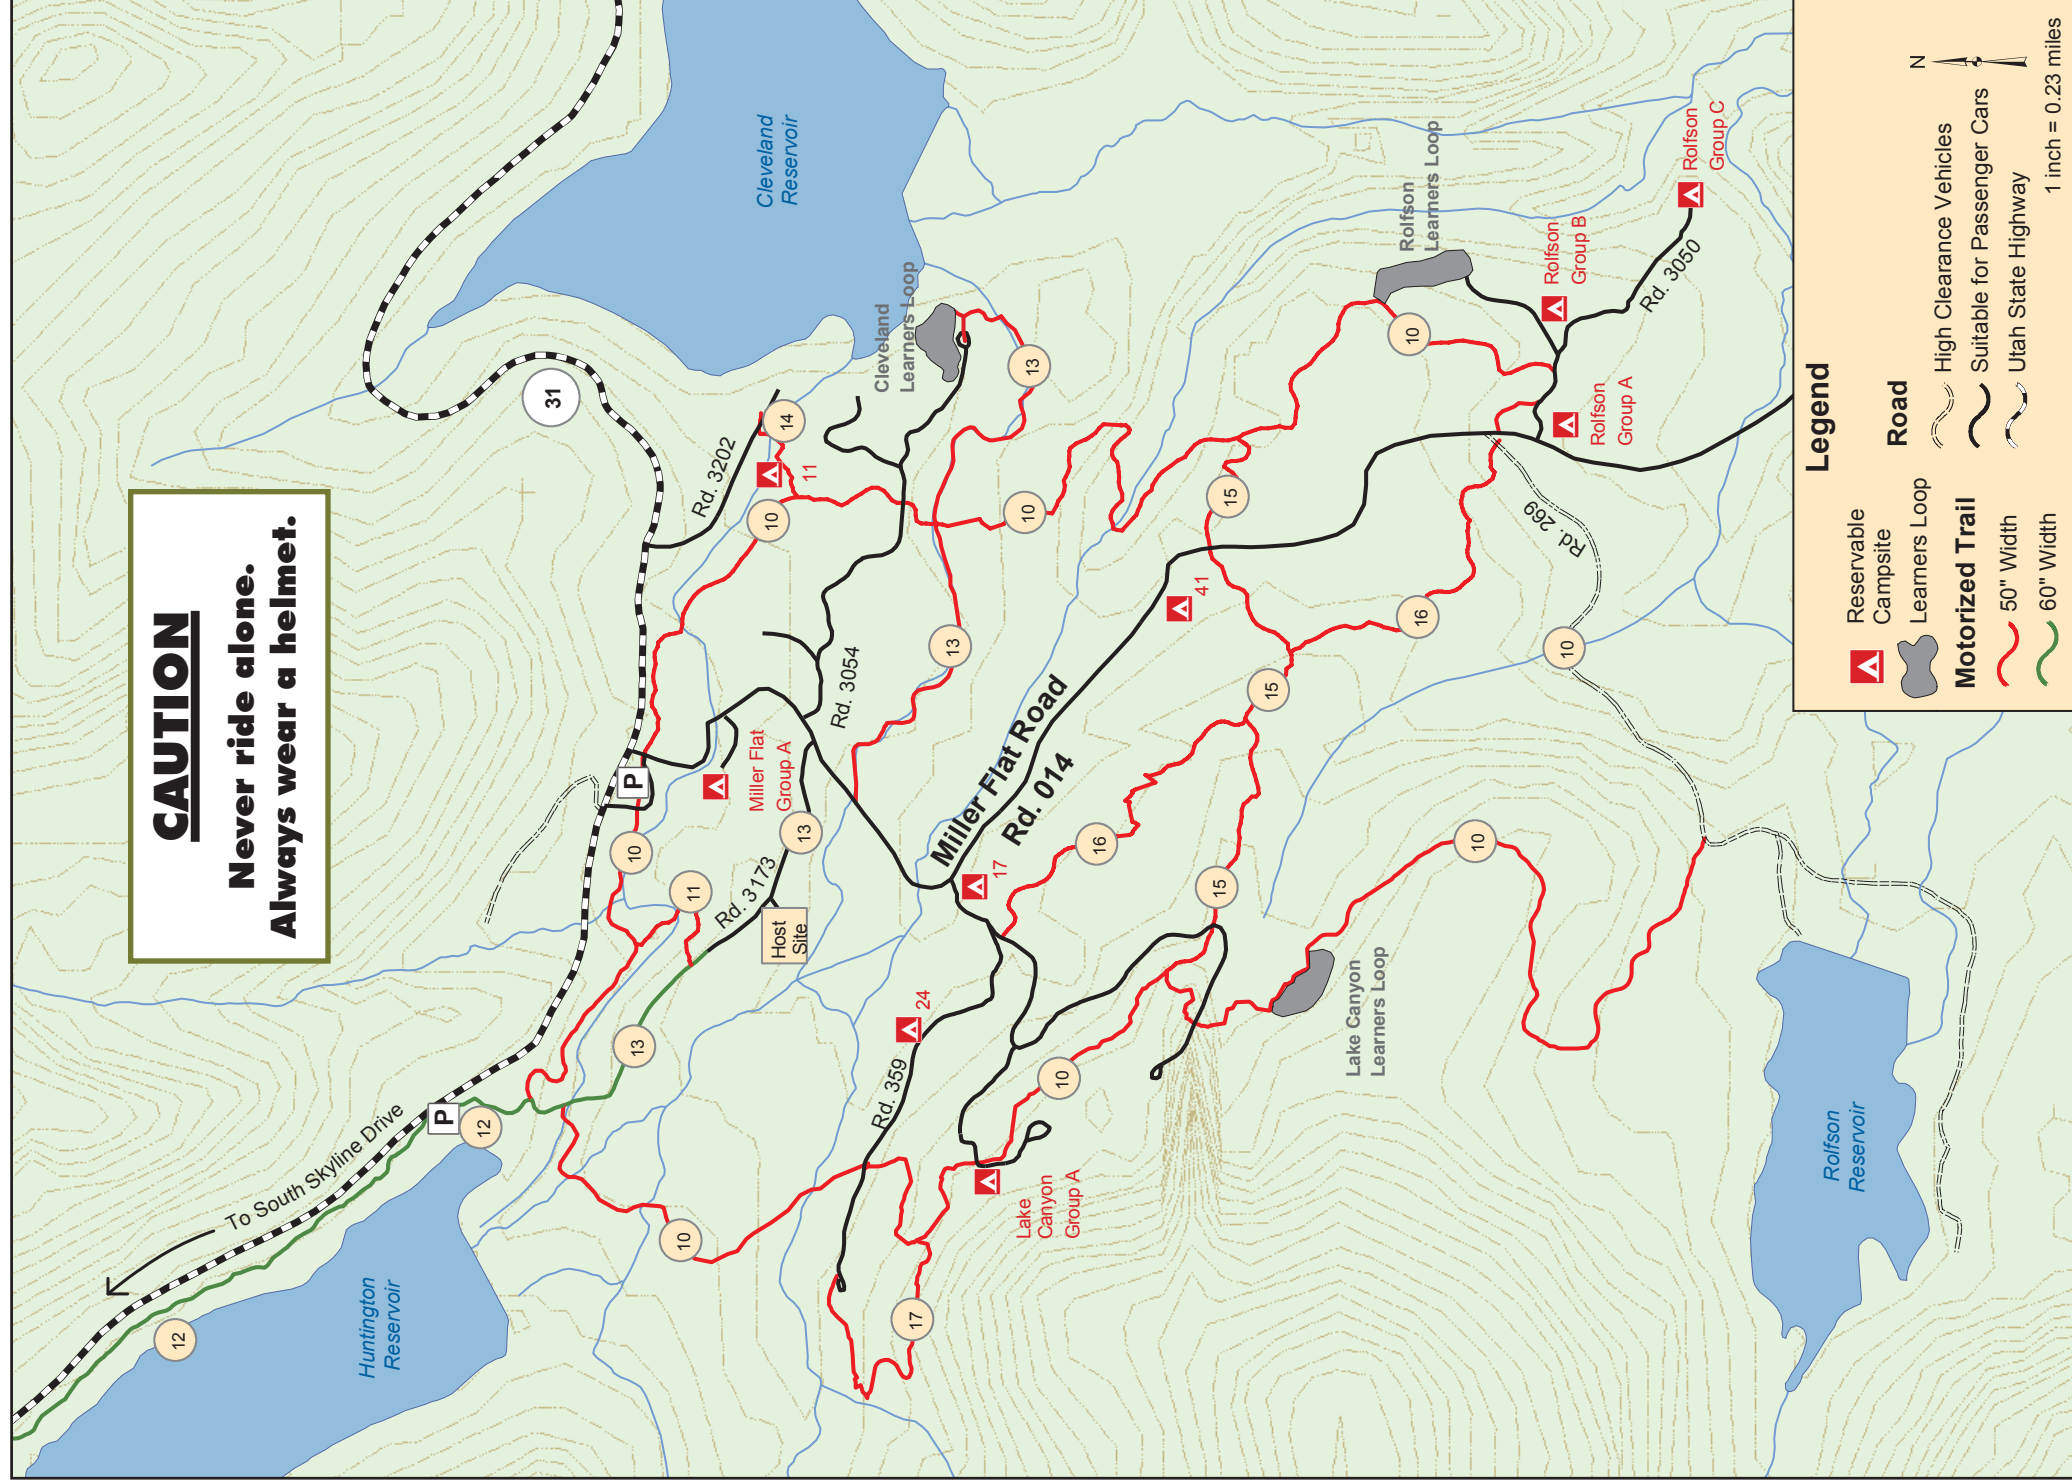 CAUTION
Never ride alone.
Always wear a helmet.
To South Skyline Drive
12
Huntington
Reservoir
P
12
31
Cleveland
Reservoir
Rd. 3202
14
11
10
P
10
11
Miller Flat
Group A
13
Rd. 3173
Host
Site
13
10
Rd. 3054
13
Cleveland
Learners Loop
13
10
24
Rd. 359
17
Miller Flat Road
Rd. 014
17
16
41
15
15
16
15
10
Lake
Canyon
Group A
Lake Canyon
Learners Loop
10
Rolfson
Learners Loop
10
Rolfson
Group A
Rolfson
Group B
Rolfson
Group C
Rd. 3050
Rd. 269
10
Rolfson
Reservoir
Legend
Reservable
Campsite
Learners Loop
Motorized Trail
50" Width
60" Width
Road
High Clearance Vehicles
Suitable for Passenger Cars
Utah State Highway
N
1 inch = 0.23 miles